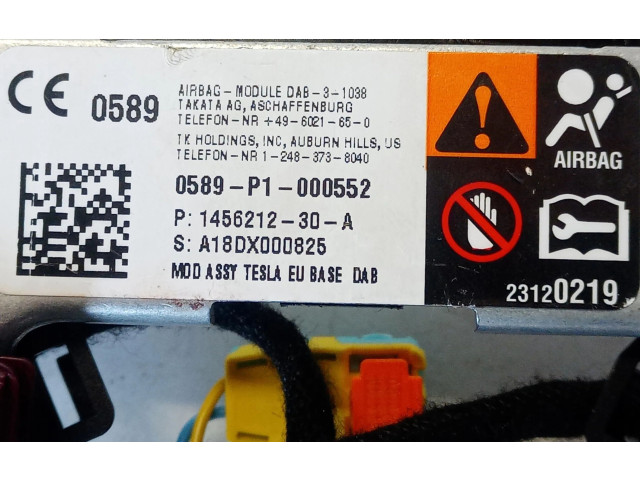 CE 0589
AIRBAG-MODULE DAB-3-1038
TAKATA AG, ASCHAFFENBURG
TELEFON-NR +49-6021-65-0
TK HOLDINGS, INC, AUBURN HILLS, US
TELEFON-NR 1-248-373-8040
0589-P1-000552
P: 1456212-30-A
S: A18DX000825
MOD ASSY TESLA EU BASE DAB
AIRBAG
23120219